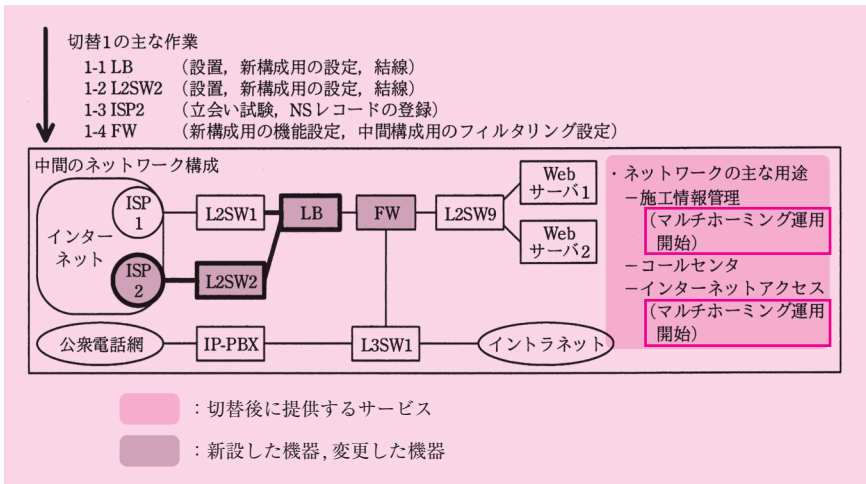 切替1の主な作業
1-1 LB （設置，新構成用の設定，結線）
1-2 L2SW2 （設置，新構成用の設定，結線）
1-3 ISP2 （立会い試験，NSレコードの登録）
1-4 FW （新構成用の機能設定，中間構成用のフィルタリング設定）
中間のネットワーク構成
インター
ネット
ISP
1
ISP
2
L2SW1
L2SW2
LB
FW
L2SW9
Web
サーバ1
Web
サーバ2
公衆電話網
IP-PBX
L3SW1
イントラネット
・ネットワークの主な用途
－施工情報管理
（マルチホーミング運用
開始）
－コールセンタ
－インターネットアクセス
（マルチホーミング運用
開始）
：切替後に提供するサービス
：新設した機器，変更した機器